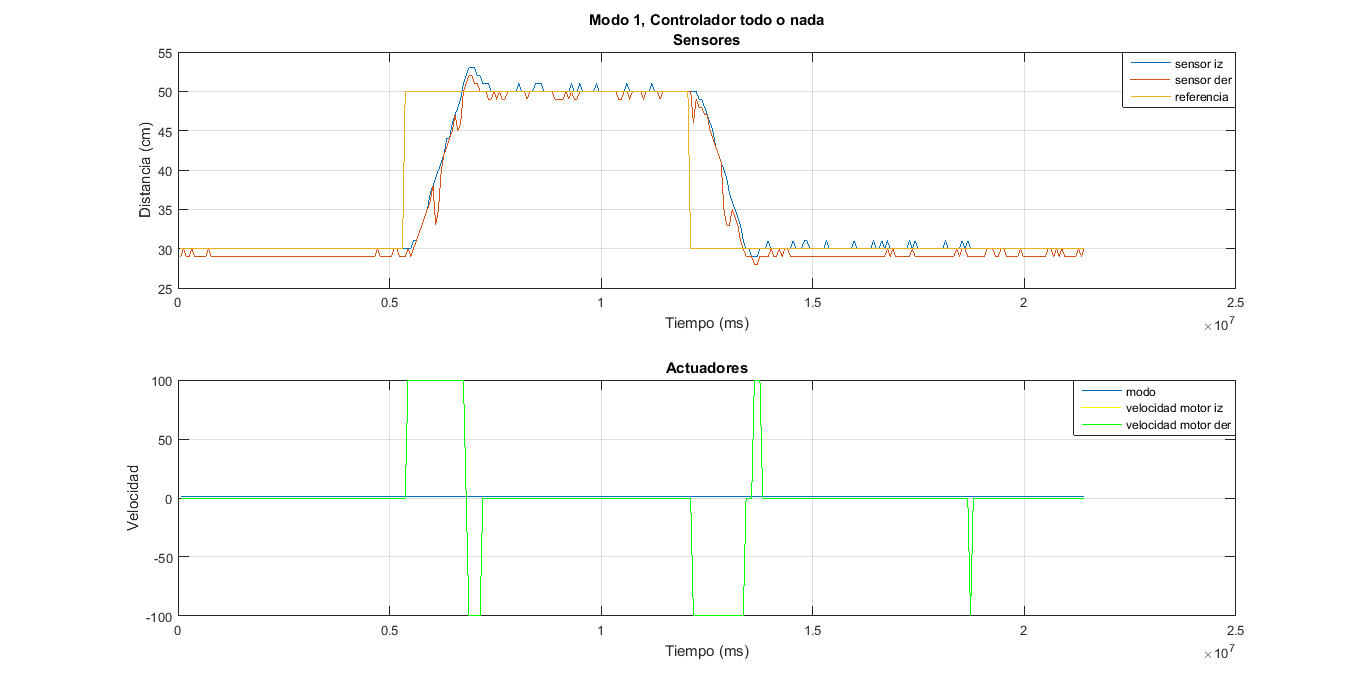 Modo 1, Controlador todo o nada
Sensores
55
50
45
40
35
30
25
Distancia (cm)
sensor iz
sensor der
referencia
0
0.5
1
1.5
2
2.5
Tiempo (ms)
×10^7
Actuadores
100
50
0
-50
-100
Velocidad
modo
velocidad motor iz
velocidad motor der
0
0.5
1
1.5
2
2.5
Tiempo (ms)
×10^7